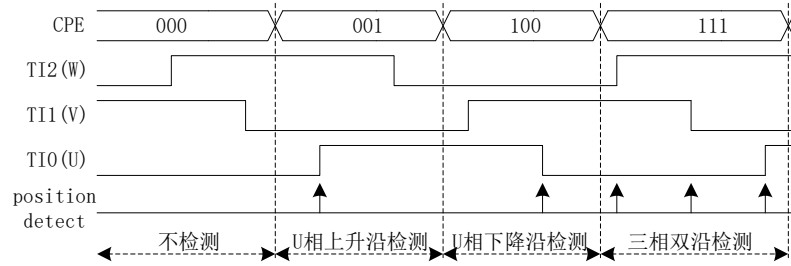 CPE 000 001 100 111
TI2(W)
TI1(V)
TI0(U)
position
detect
不检测 U相上升沿检测 U相下降沿检测 三相双沿检测